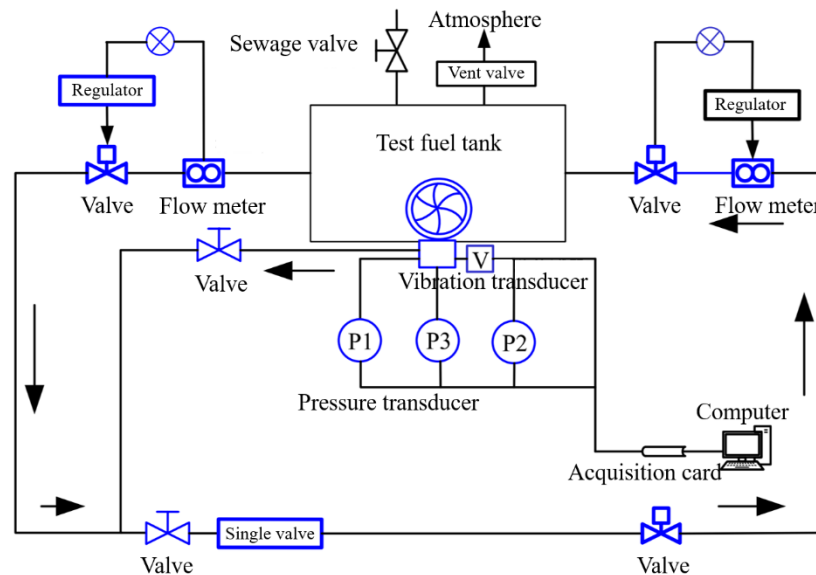 Atmosphere
Sewage valve
Vent valve
Regulator
Regulator
Test fuel tank
Valve
Flow meter
Valve
Flow meter
Valve
V
Vibration transducer
P1
P3
P2
Pressure transducer
Computer
Acquisition card
Single valve
Valve
Valve